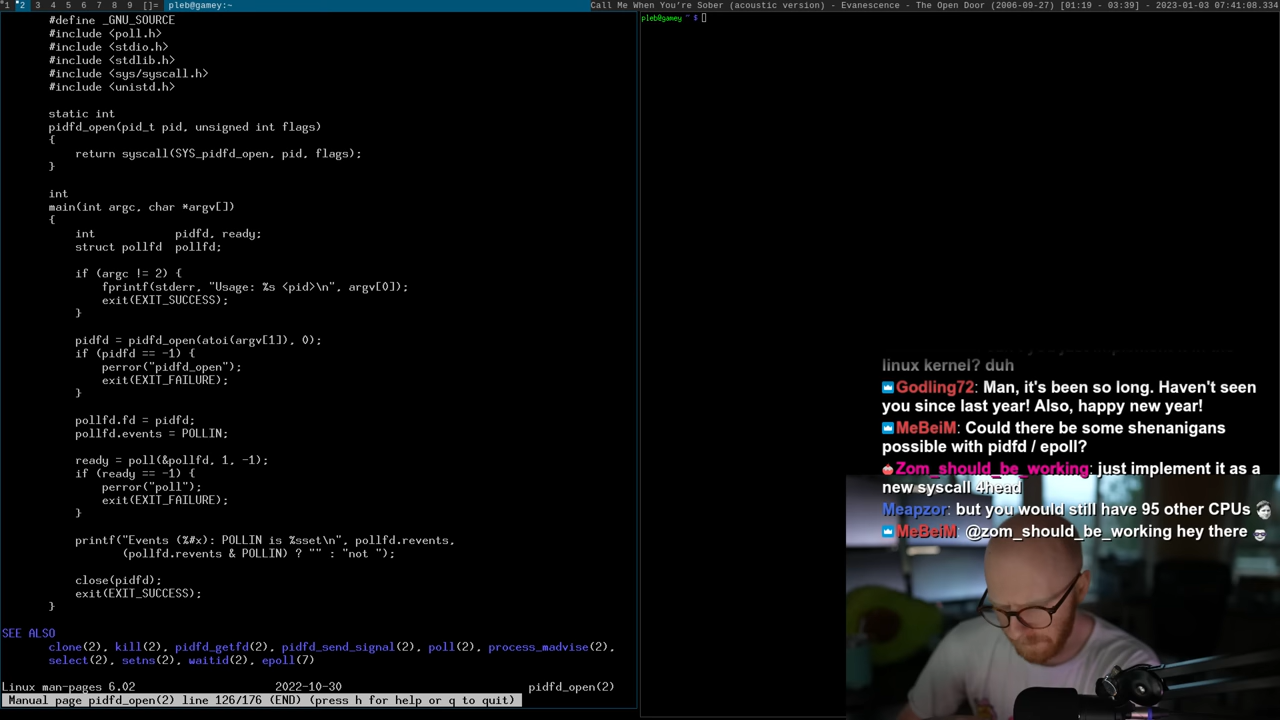 1 2 3 4 5 6 7 8 9 []= pleb@gamey:~ Call Me When You're Sober (acoustic version) - Evanescence - The Open Door (2006-09-27) [01:19 - 03:39] - 2023-01-03 07:41:08.334
#define _GNU_SOURCE
#include <poll.h>
#include <stdio.h>
#include <stdlib.h>
#include <sys/syscall.h>
#include <unistd.h>
static int
pidfd_open(pid_t pid, unsigned int flags)
{
return syscall(SYS_pidfd_open, pid, flags);
}
int
main(int argc, char *argv[])
{
int pidfd, ready;
struct pollfd pollfd;
if (argc != 2) {
fprintf(stderr, "Usage: %s <pid>\n", argv[0]);
exit(EXIT_SUCCESS);
}
pidfd = pidfd_open(atoi(argv[1]), 0);
if (pidfd == -1) {
perror("pidfd_open");
exit(EXIT_FAILURE);
}
pollfd.fd = pidfd;
pollfd.events = POLLIN;
ready = poll(&pollfd, 1, -1);
if (ready == -1) {
perror("poll");
exit(EXIT_FAILURE);
}
printf("Events (%#x): POLLIN is %sset\n", pollfd.revents,
(pollfd.revents & POLLIN) ? "" : "not ");
close(pidfd);
exit(EXIT_SUCCESS);
}
SEE ALSO
clone(2), kill(2), pidfd_getfd(2), pidfd_send_signal(2), poll(2), process_madvise(2),
select(2), setns(2), waitid(2), epoll(7)
Linux man-pages 6.02 2022-10-30 pidfd_open(2)
Manual page pidfd_open(2) line 126/176 (END) (press h for help or q to quit)
pleb@gamey ~ $
linux kernel? duh
Godling72: Man, it's been so long. Haven't seen
you since last year! Also, happy new year!
MeBeiM: Could there be some shenanigans
possible with pidfd / epoll?
Zom_should_be_working: just implement it as a
new syscall 4head
Meapzor: but you would still have 95 other CPUs
MeBeiM: @zom_should_be_working hey there